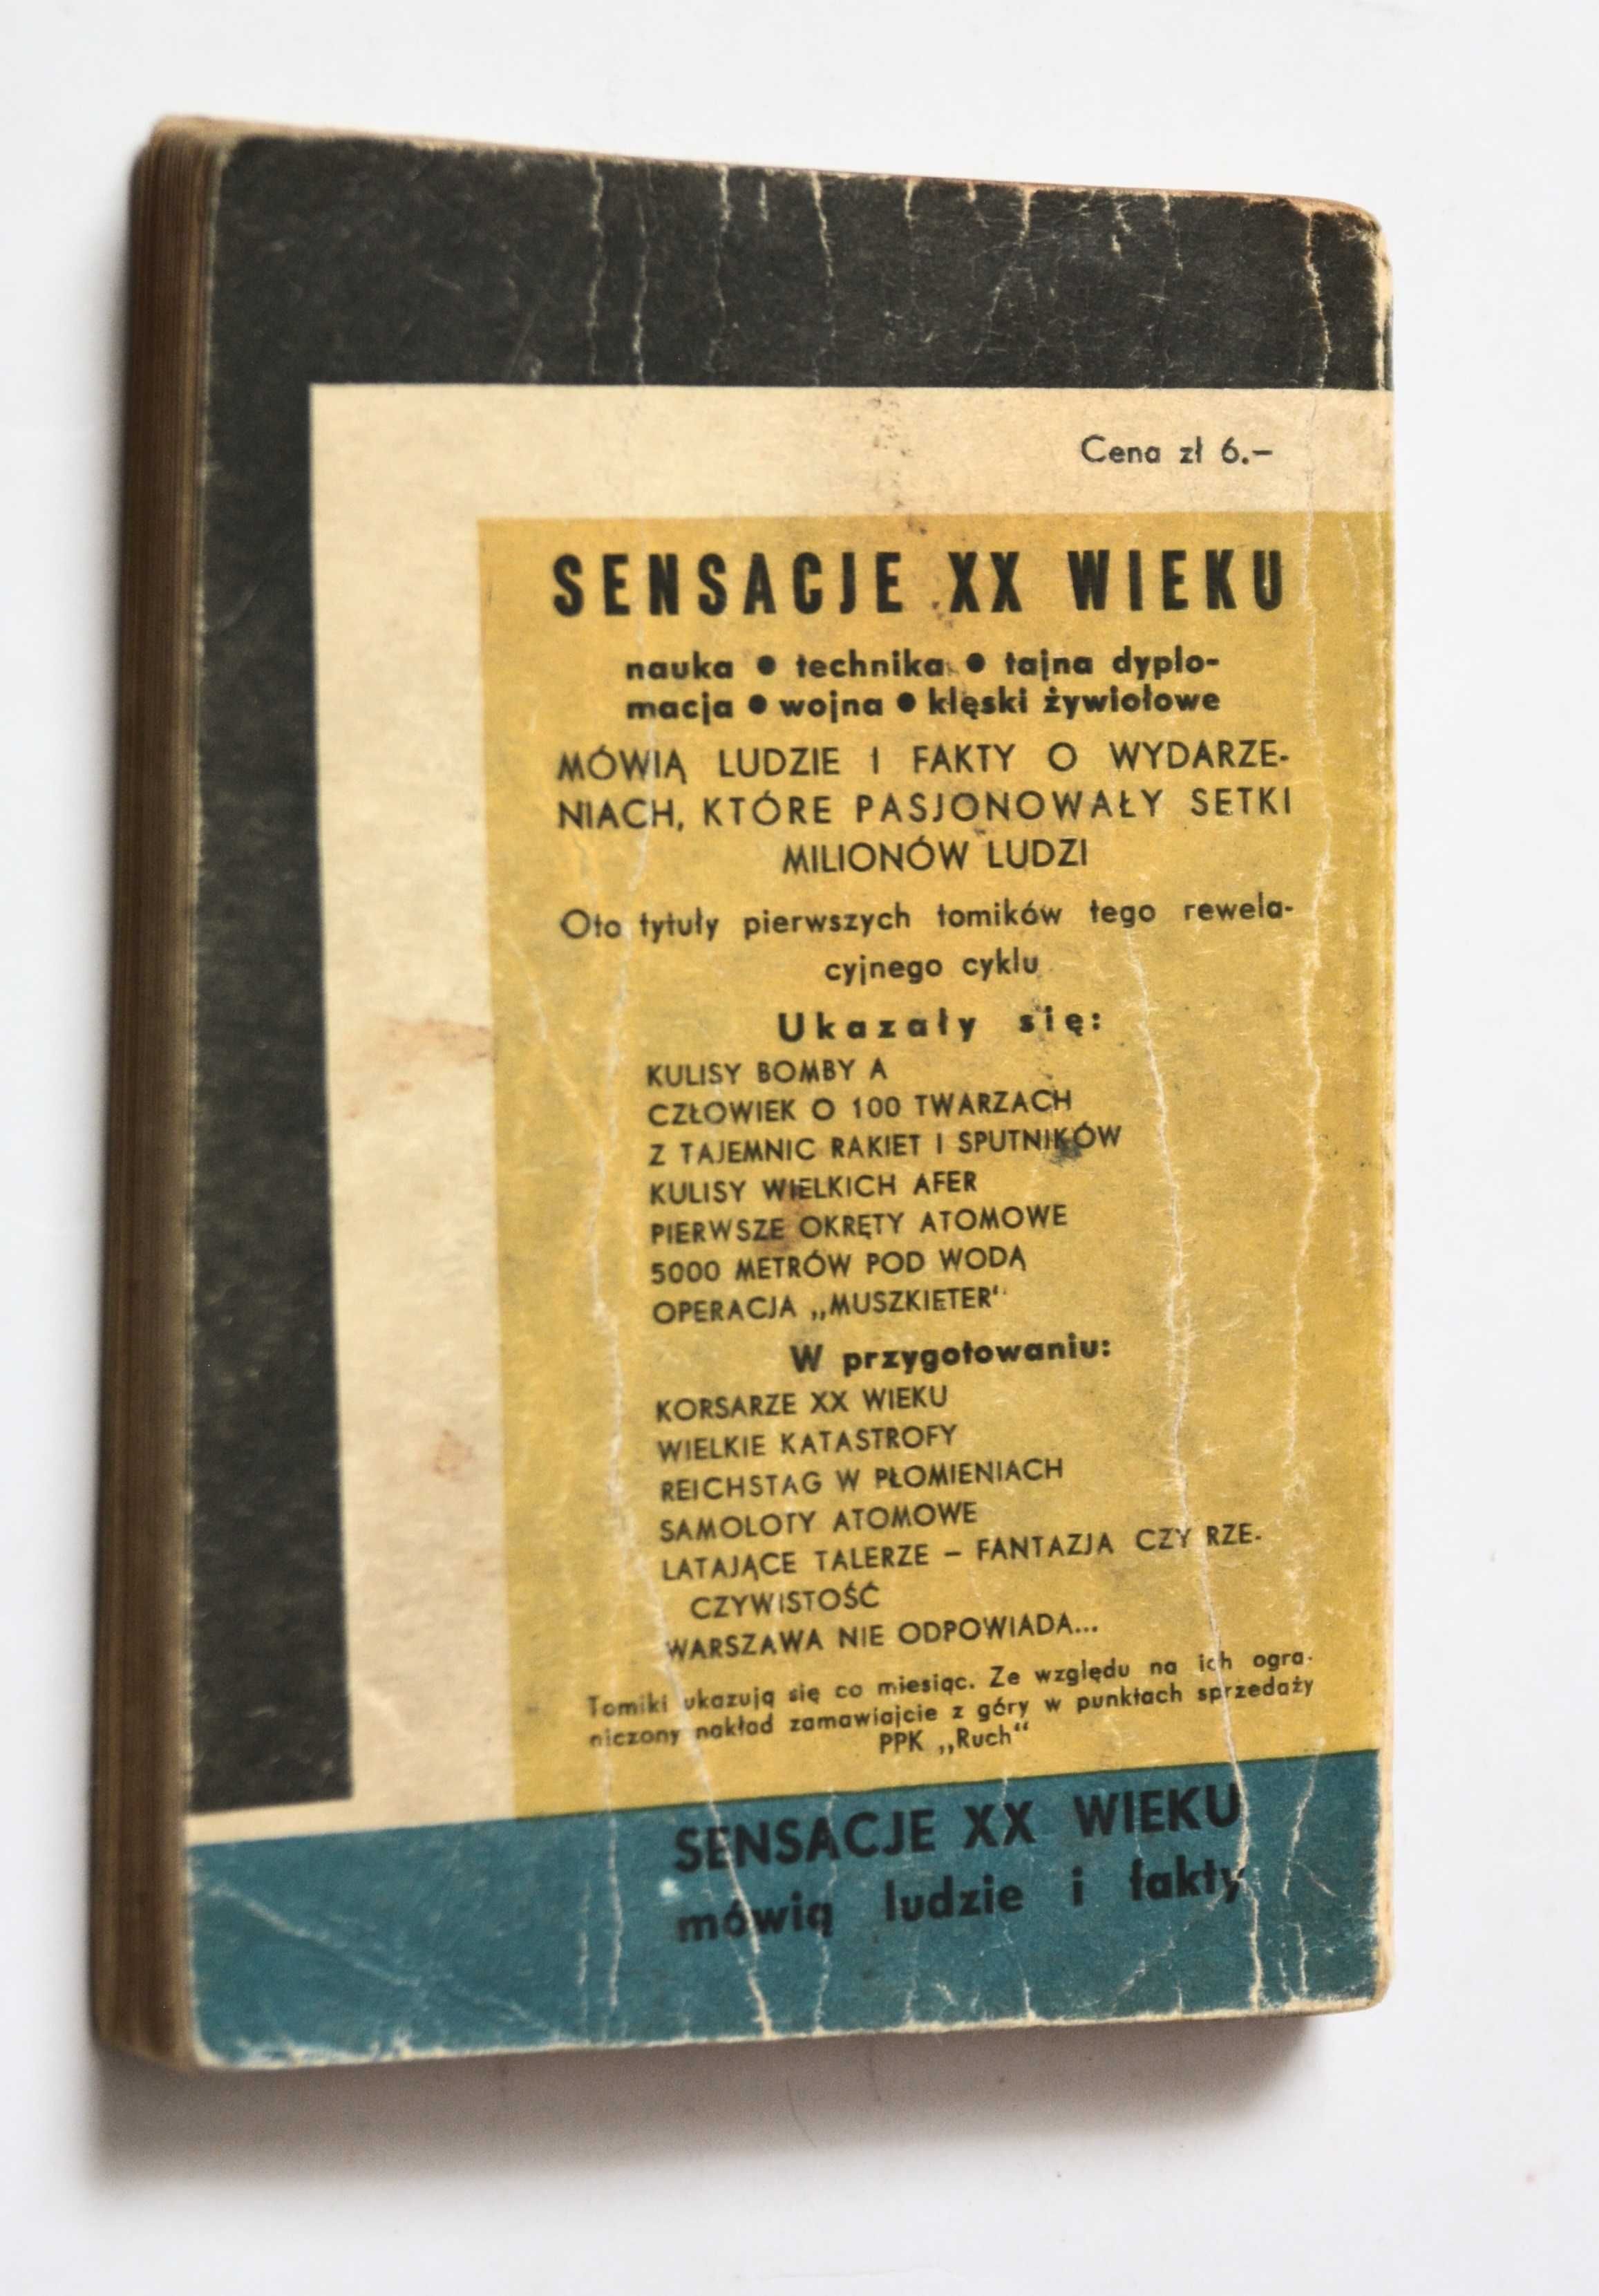 Cena zł 6.–
SENSACJE XX WIEKU
nauka ● technika ● tajna dyplo-
macja ● wojna ● klęski żywiołowe
MÓWIĄ LUDZIE I FAKTY O WYDARZE-
NIACH, KTÓRE PASJONOWAŁY SETKI
MILIONÓW LUDZI
Oto tytuły pierwszych tomików tego rewela-
cyjnego cyklu
Ukazały się:
KULISY BOMBY A
CZŁOWIEK O 100 TWARZACH
Z TAJEMNIC RAKIET I SPUTNIKÓW
KULISY WIELKICH AFER
PIERWSZE OKRĘTY ATOMOWE
5000 METRÓW POD WODĄ
OPERACJA „MUSZKIETER"
W przygotowaniu:
KORSARZE XX WIEKU
WIELKIE KATASTROFY
REICHSTAG W PŁOMIENIACH
SAMOLOTY ATOMOWE
LATAJĄCE TALERZE – FANTAZJA CZY RZE-
CZYWISTOŚĆ
WARSZAWA NIE ODPOWIADA...
Tomiki ukazują się co miesiąc. Ze względu na ich ogra-
niczony nakład zamawiajcie z góry w punktach sprzedaży
PPK „Ruch“
SENSACJE XX WIEKU
mówią ludzie i fakty